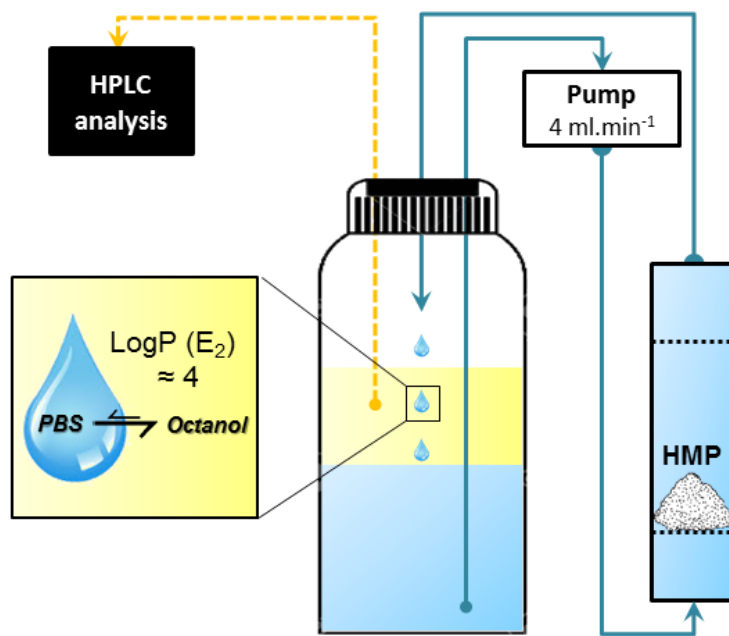 HPLC
analysis
Pump
4 ml.min⁻¹
LogP (E₂)
≈ 4
PBS
Octanol
HMP